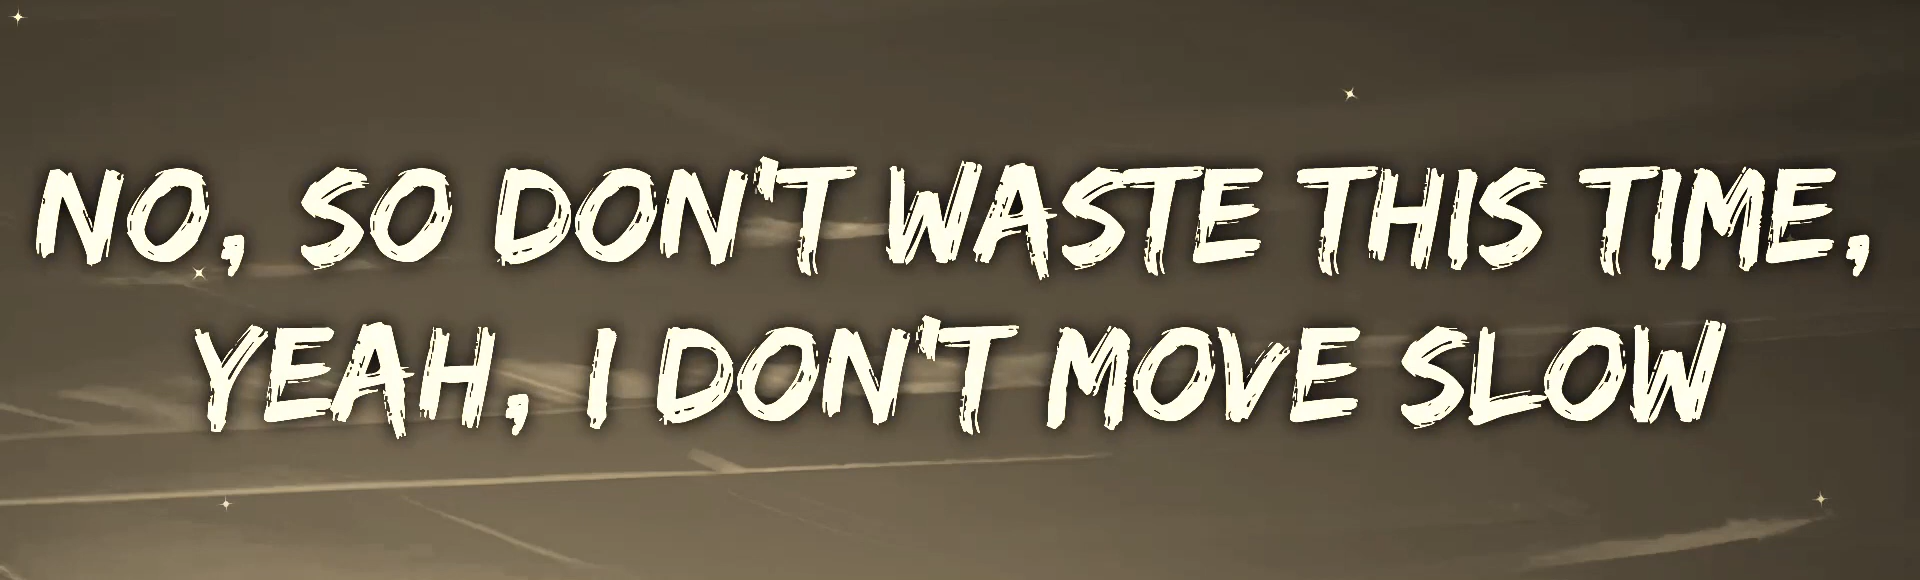 NO, SO DON'T WASTE THIS TIME,
YEAH, I DON'T MOVE SLOW